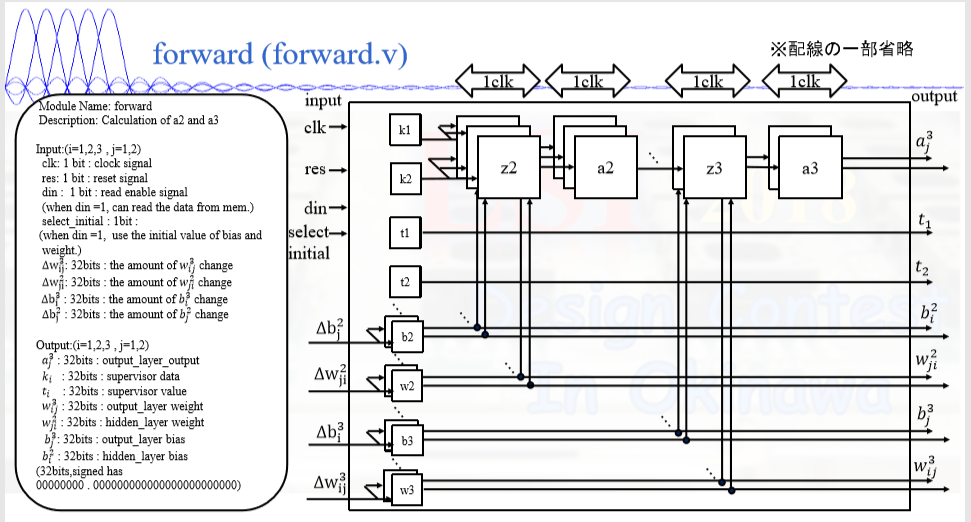 forward (forward.v)
※配線の一部省略
Module Name: forward
Description: Calculation of a2 and a3
Input:(i=1,2,3 , j=1,2)
clk: 1 bit : clock signal
res: 1 bit : reset signal
din : 1 bit : read enable signal
(when din =1, can read the data from mem.)
select_initial : 1bit :
(when din =1, use the initial value of bias and
weight.)
Δw³ij: 32bits : the amount of w³ij change
Δw²ji: 32bits : the amount of w²ji change
Δb³i : 32bits : the amount of b³i change
Δb²j : 32bits : the amount of b²j change
Output:(i=1,2,3 , j=1,2)
a³j : 32bits : output_layer_output
ki : 32bits : supervisor data
ti : 32bits : supervisor value
w³ij : 32bits : output_layer weight
w²ji : 32bits : hidden_layer weight
b³j : 32bits : output_layer bias
b²i : 32bits : hidden_layer bias
(32bits,signed has
00000000 . 000000000000000000000000)
1clk
1clk
1clk
1clk
input
output
clk
res
din
select
initial
k1
k2
t1
t2
z2
a2
z3
a3
b2
w2
b3
w3
Δb²j
Δw²ji
Δb³i
Δw³ij
a³j
t₁
t₂
b²i
w²ji
b³j
w³ij
2018
Design Contest
In Okinawa